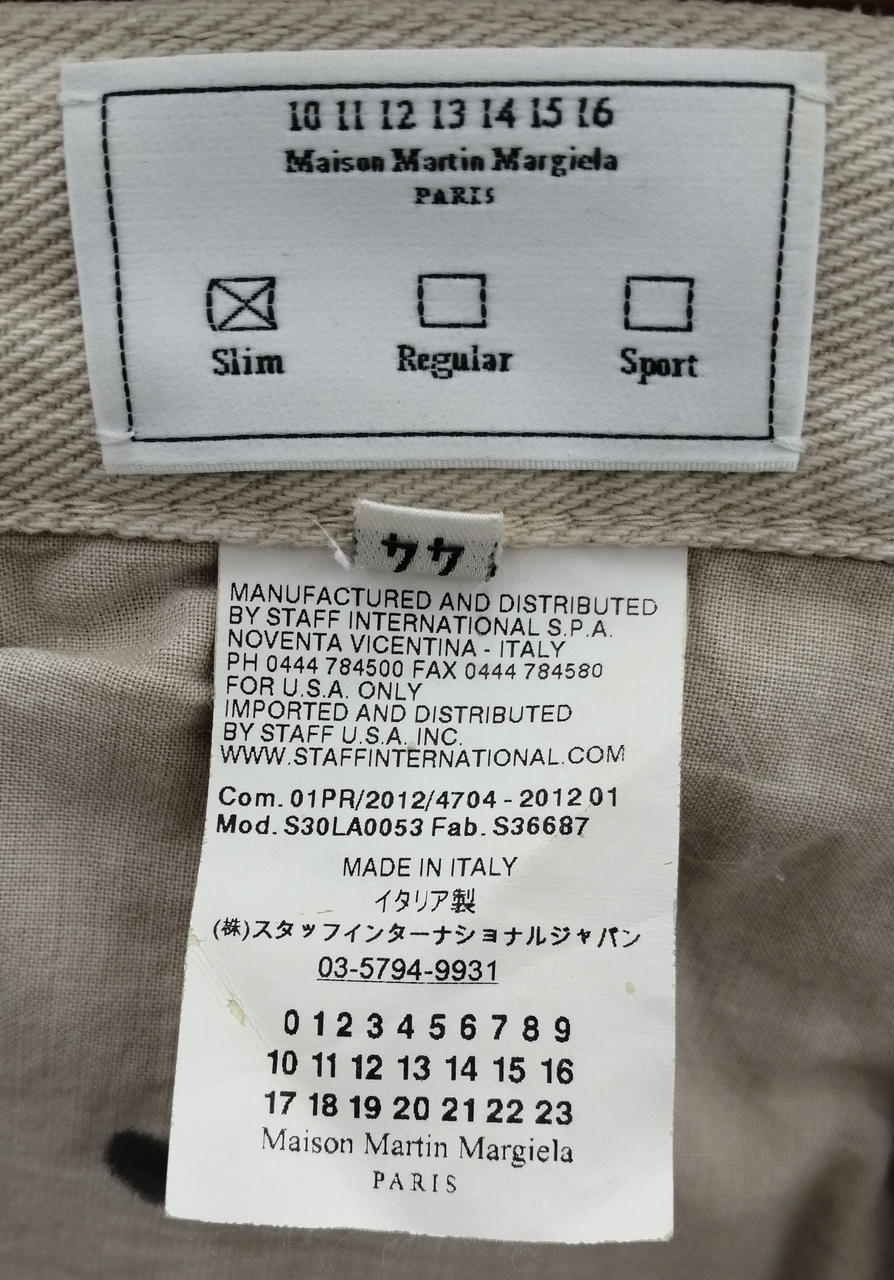 10 11 12 13 14 15 16
Maison Martin Margiela
PARIS
Slim Regular Sport
44
MANUFACTURED AND DISTRIBUTED
BY STAFF INTERNATIONAL S.P.A.
NOVENTA VICENTINA - ITALY
PH 0444 784500 FAX 0444 784580
FOR U.S.A. ONLY
IMPORTED AND DISTRIBUTED
BY STAFF U.S.A. INC.
WWW.STAFFINTERNATIONAL.COM
Com. 01PR/2012/4704 - 2012 01
Mod. S30LA0053 Fab. S36687
MADE IN ITALY
イタリア製
(株)スタッフインターナショナルジャパン
03-5794-9931
0 1 2 3 4 5 6 7 8 9
10 11 12 13 14 15 16
17 18 19 20 21 22 23
Maison Martin Margiela
PARIS